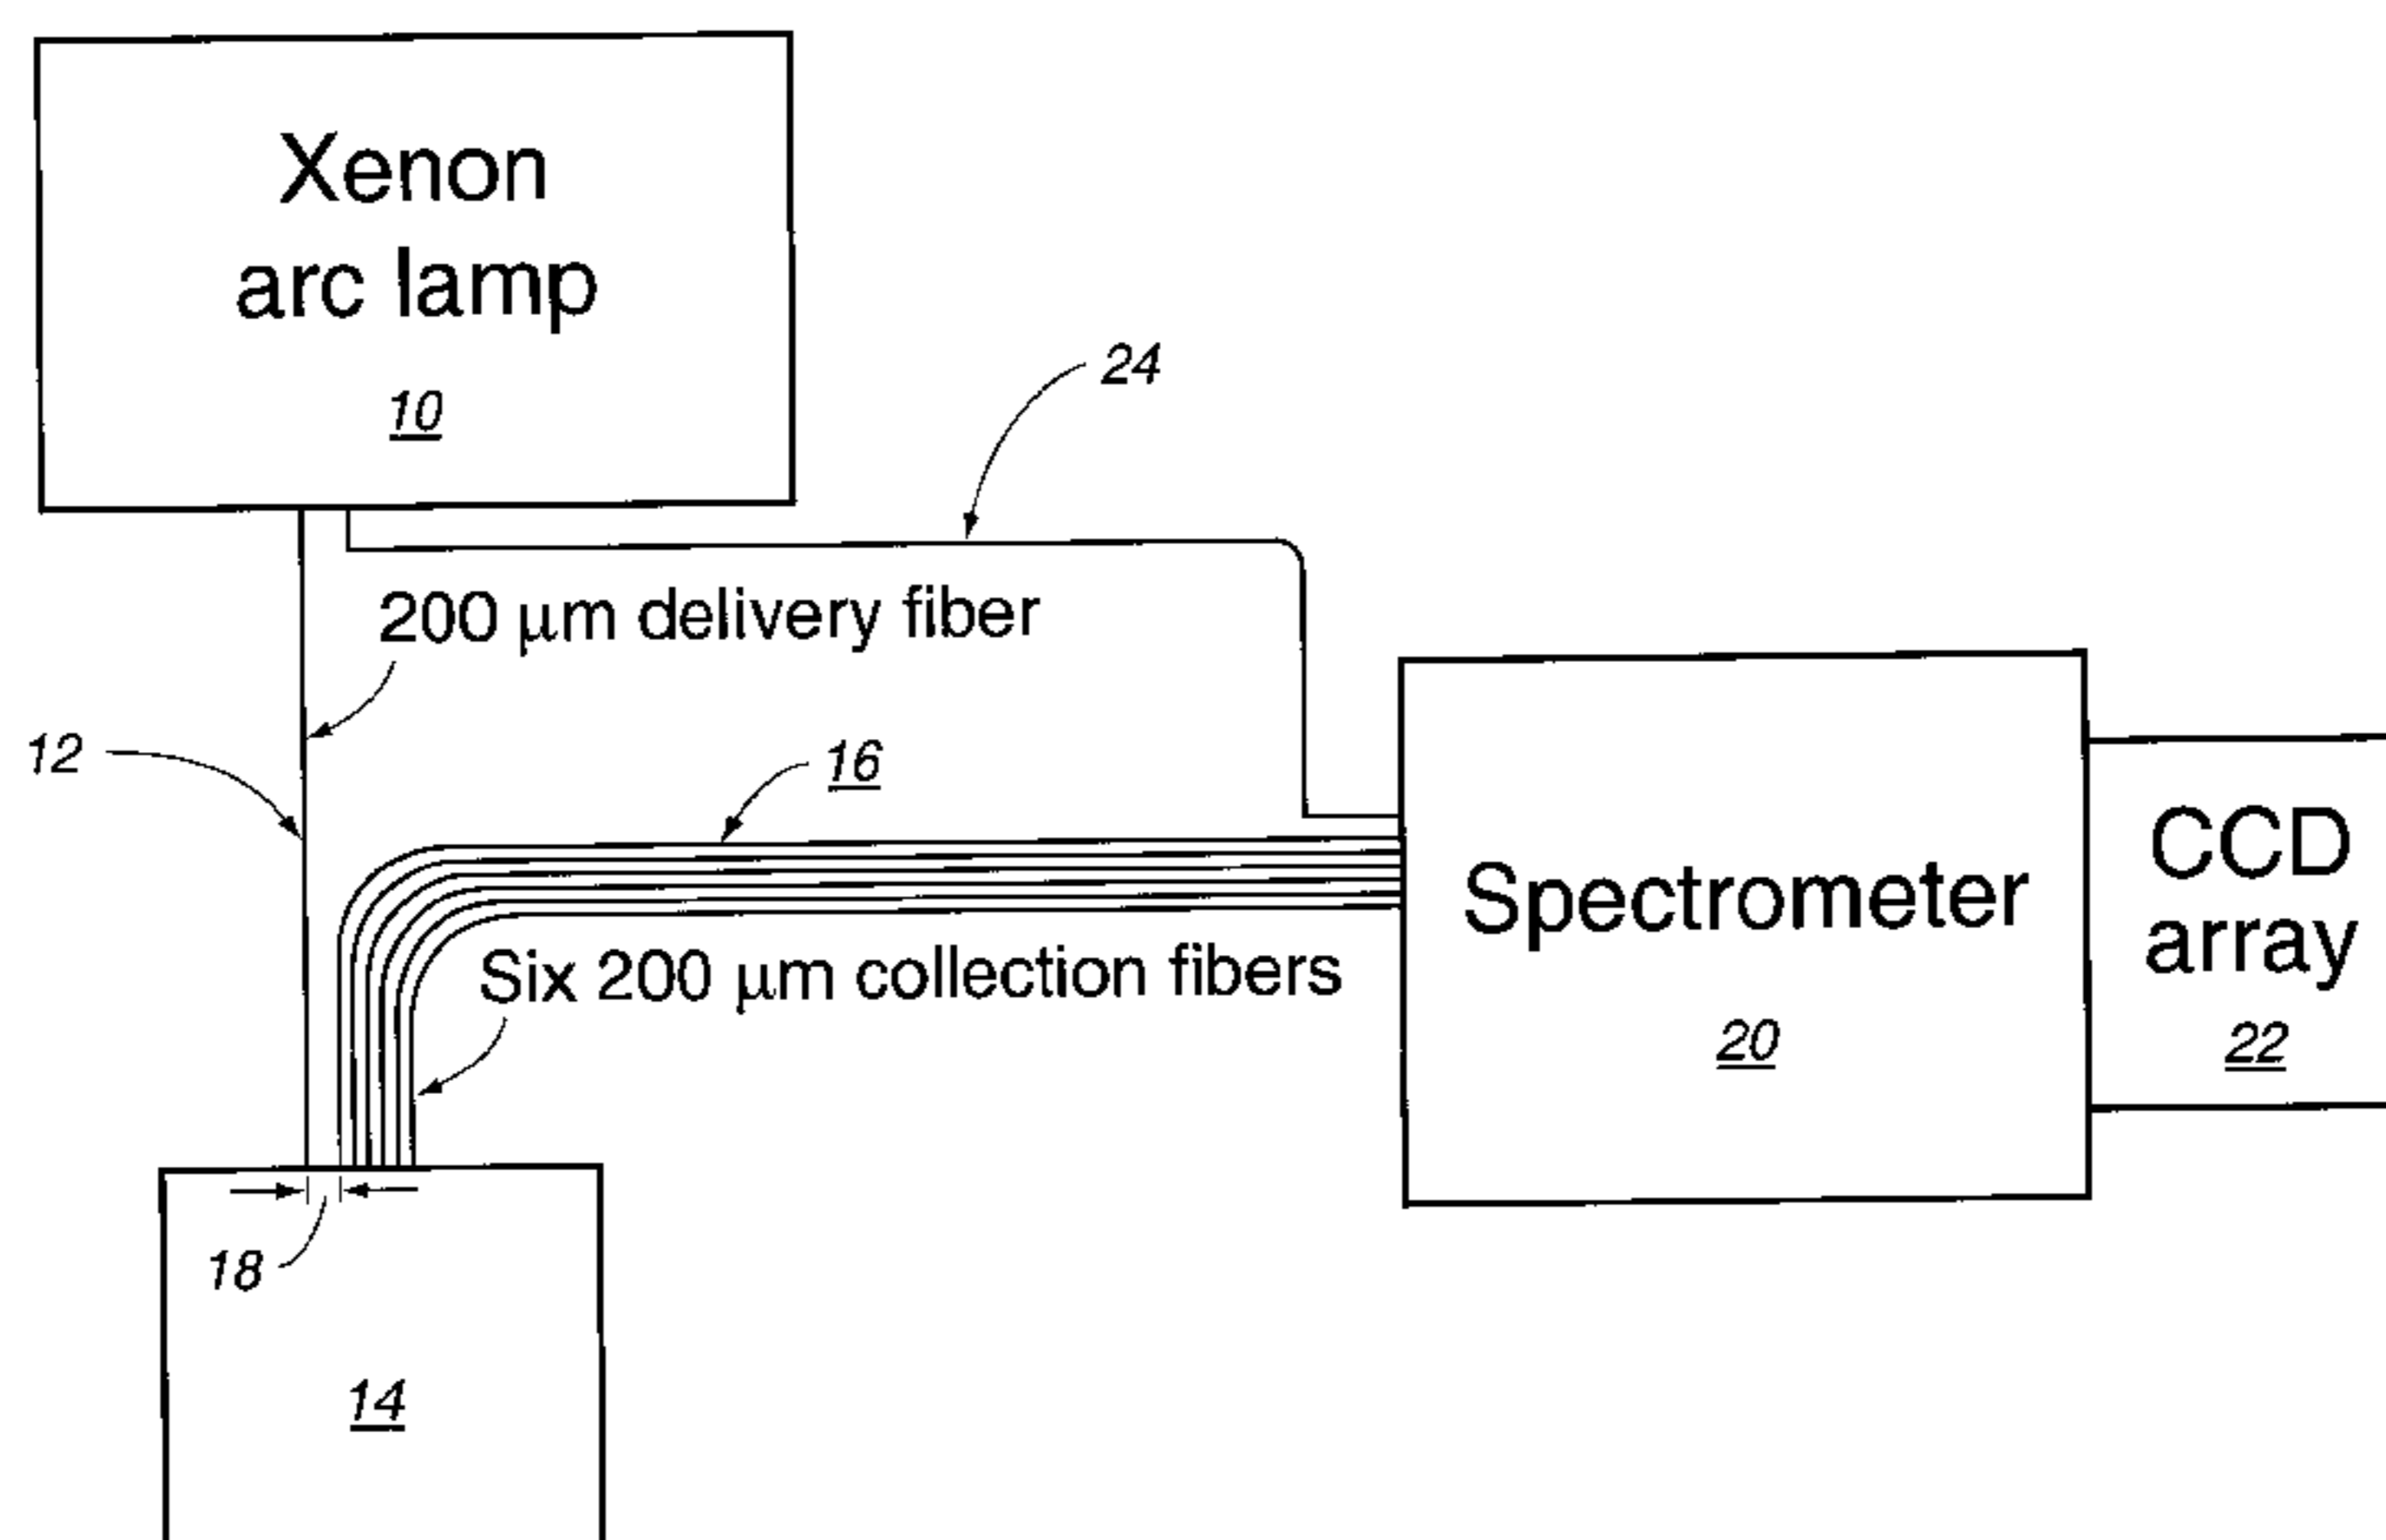 Xenon
arc lamp
10
24
200 μm delivery fiber
12
16
Spectrometer
20
CCD
array
22
Six 200 μm collection fibers
18
14